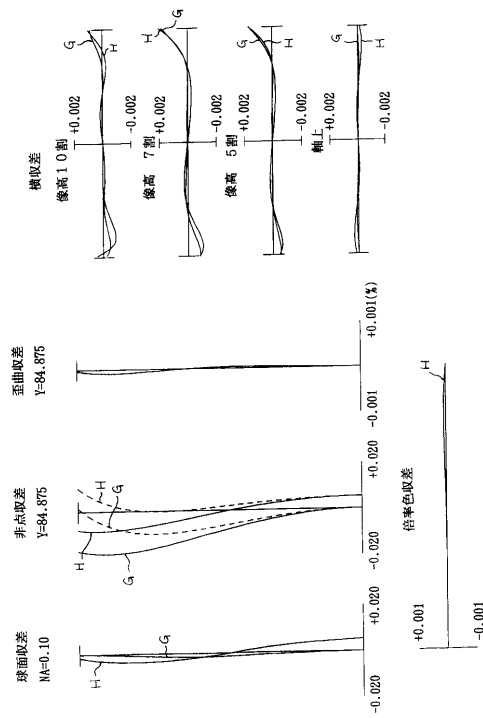 球面収差
NA=0.10
H
G
-0.020
+0.020
非点収差
Y=84.875
H
G
H
G
-0.020
+0.020
歪曲収差
Y=84.875
-0.001
+0.001(%)
横収差
像高10割
+0.002
-0.002
G
H
像高 7割
+0.002
-0.002
G
H
像高 5割
+0.002
-0.002
G
H
軸上
+0.002
-0.002
G
H
倍率色収差
+0.001
-0.001
H